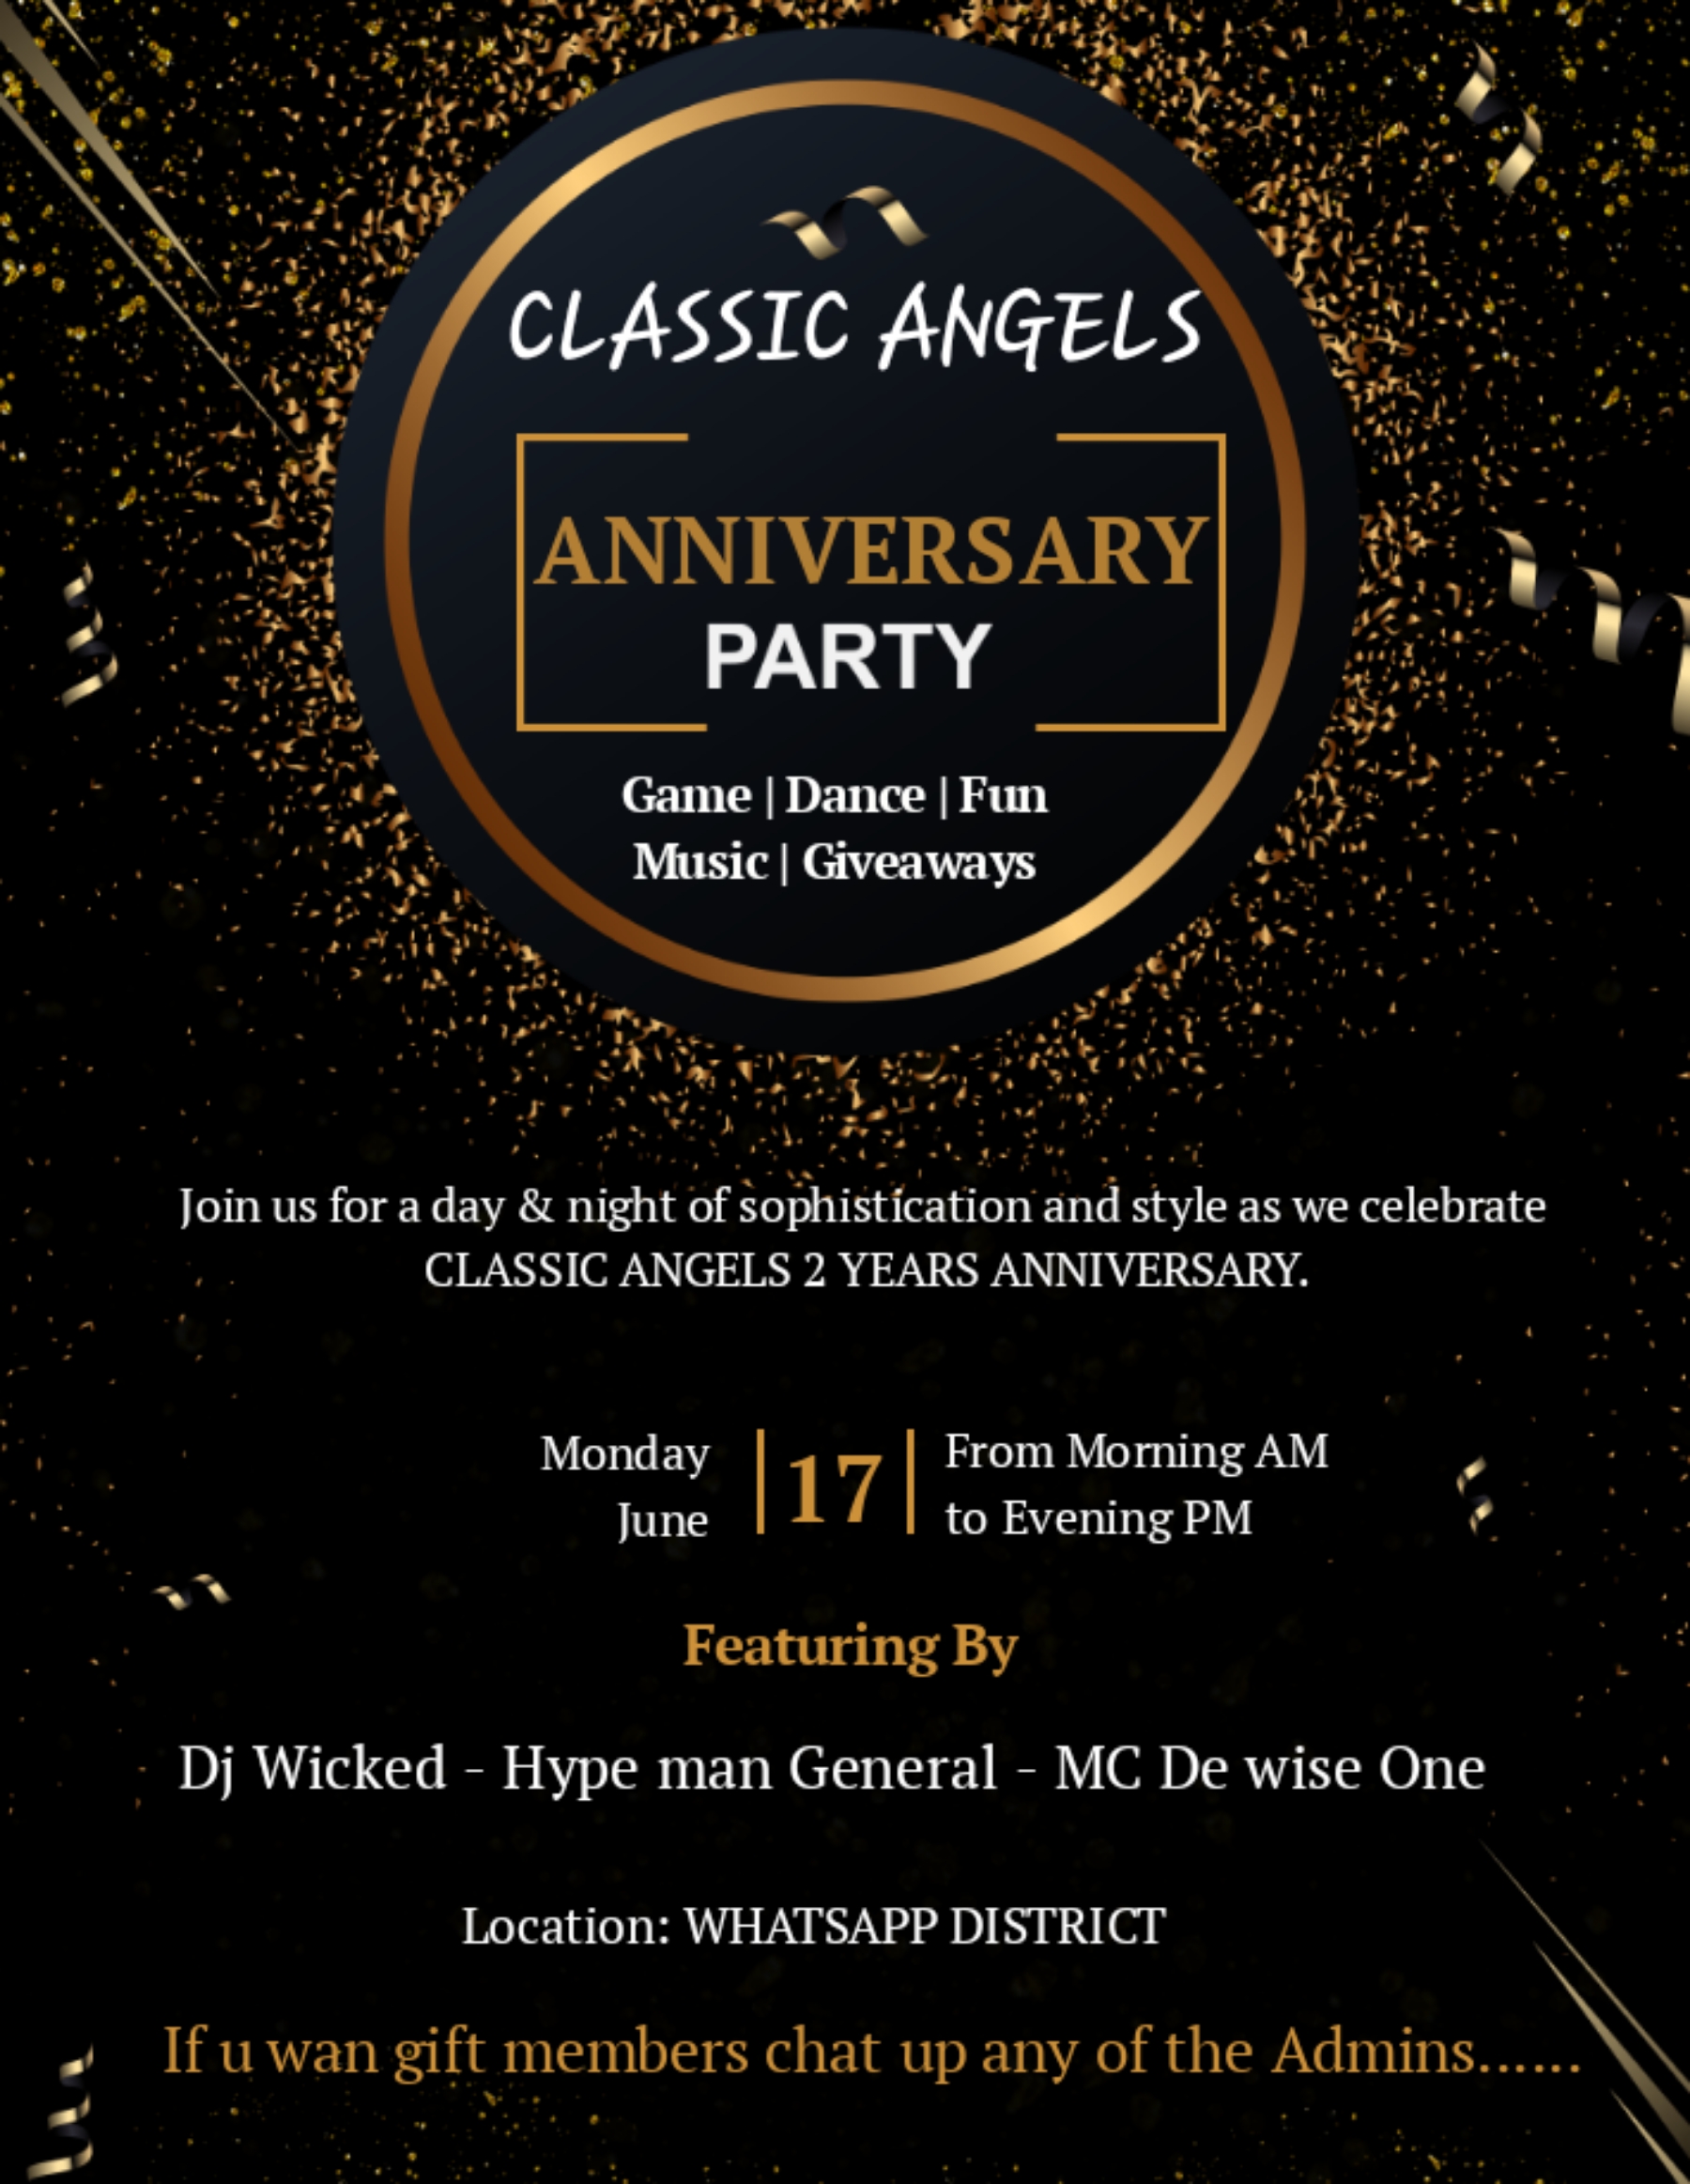 CLASSIC ANGELS
ANNIVERSARY
PARTY
Game | Dance | Fun
Music | Giveaways
Join us for a day & night of sophistication and style as we celebrate
CLASSIC ANGELS 2 YEARS ANNIVERSARY.
Monday
June
17
From Morning AM
to Evening PM
Featuring By
Dj Wicked - Hype man General - MC De wise One
Location: WHATSAPP DISTRICT
If u wan gift members chat up any of the Admins......